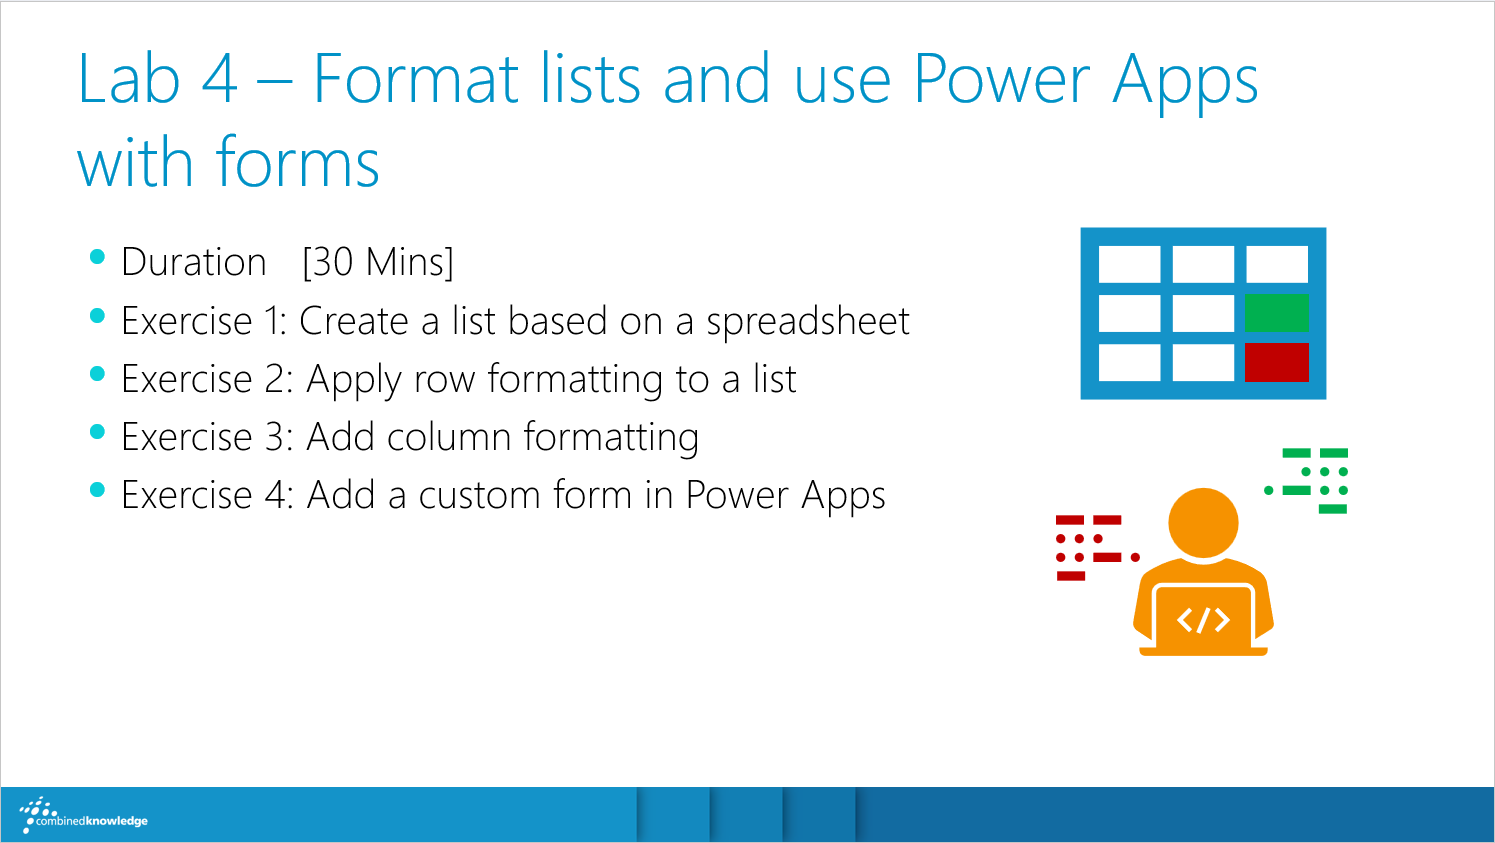 Lab 4 – Format lists and use Power Apps
with forms
• Duration [30 Mins]
• Exercise 1: Create a list based on a spreadsheet
• Exercise 2: Apply row formatting to a list
• Exercise 3: Add column formatting
• Exercise 4: Add a custom form in Power Apps
</>
combinedknowledge